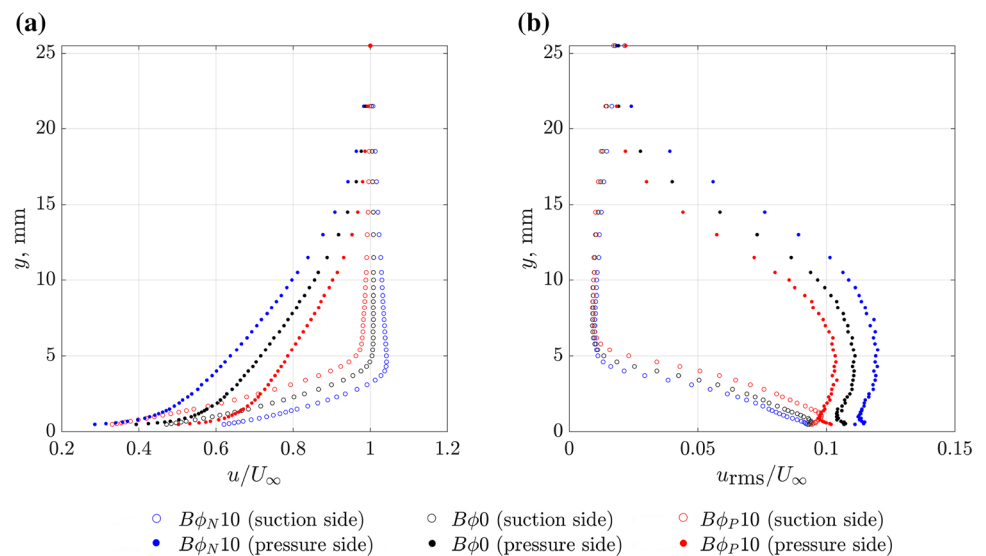 (a)
(b)
25
20
15
10
5
0
y, mm
0.2 0.4 0.6 0.8 1 1.2
u/U∞
25
20
15
10
5
0
y, mm
0 0.05 0.1 0.15
uᵣₘₛ/U∞
Bϕ_N10 (suction side) Bϕ0 (suction side) Bϕ_P10 (suction side)
Bϕ_N10 (pressure side) Bϕ0 (pressure side) Bϕ_P10 (pressure side)